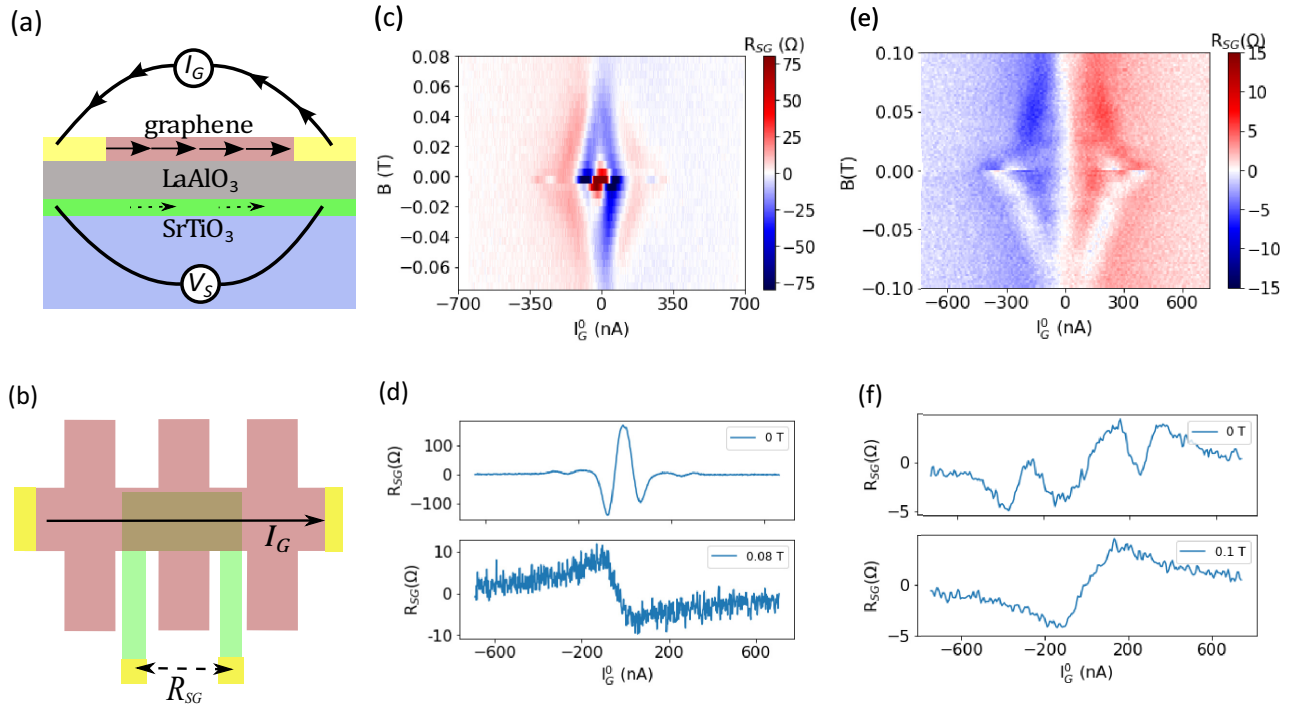 (a)
I_G
graphene
LaAlO₃
SrTiO₃
V_S
(b)
I_G
R_SG
(c)
R_SG (Ω)
0.08
0.06
0.04
0.02
0.00
−0.02
−0.04
−0.06
B (T)
−700 −350 0 350 700
I_G^0 (nA)
75
50
25
0
−25
−50
−75
(d)
100
0
−100
R_SG(Ω)
0 T
10
0
-10
R_SG(Ω)
0.08 T
−600 −200 200 600
I_G^0 (nA)
(e)
R_SG(Ω)
0.10
0.05
0.00
−0.05
−0.10
B(T)
−600 −300 0 300 600
I_G^0 (nA)
15
10
5
0
−5
−10
−15
(f)
5
0
−5
R_SG(Ω)
0 T
5
0
−5
R_SG(Ω)
0.1 T
−600 −200 200 600
I_G^0 (nA)